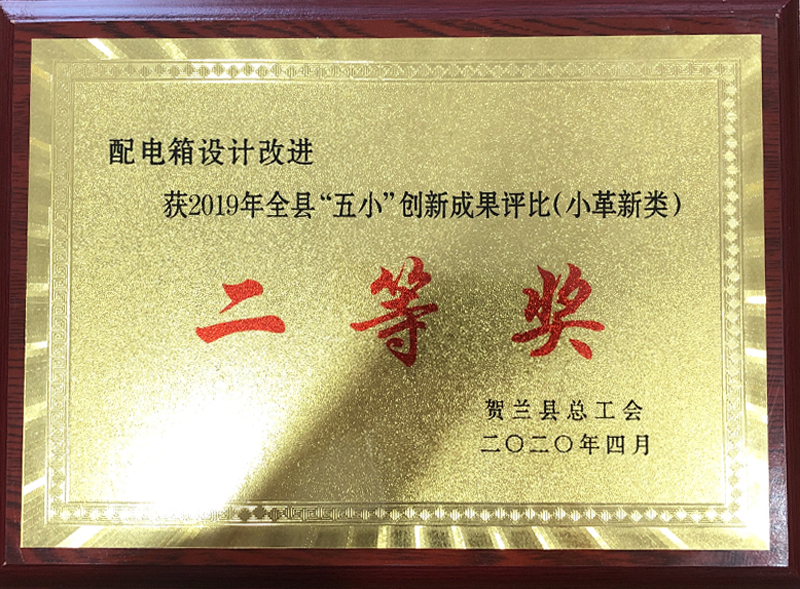 配电箱设计改进
获2019年全县“五小”创新成果评比(小革新类)
二等奖
贺兰县总工会
二〇二〇年四月